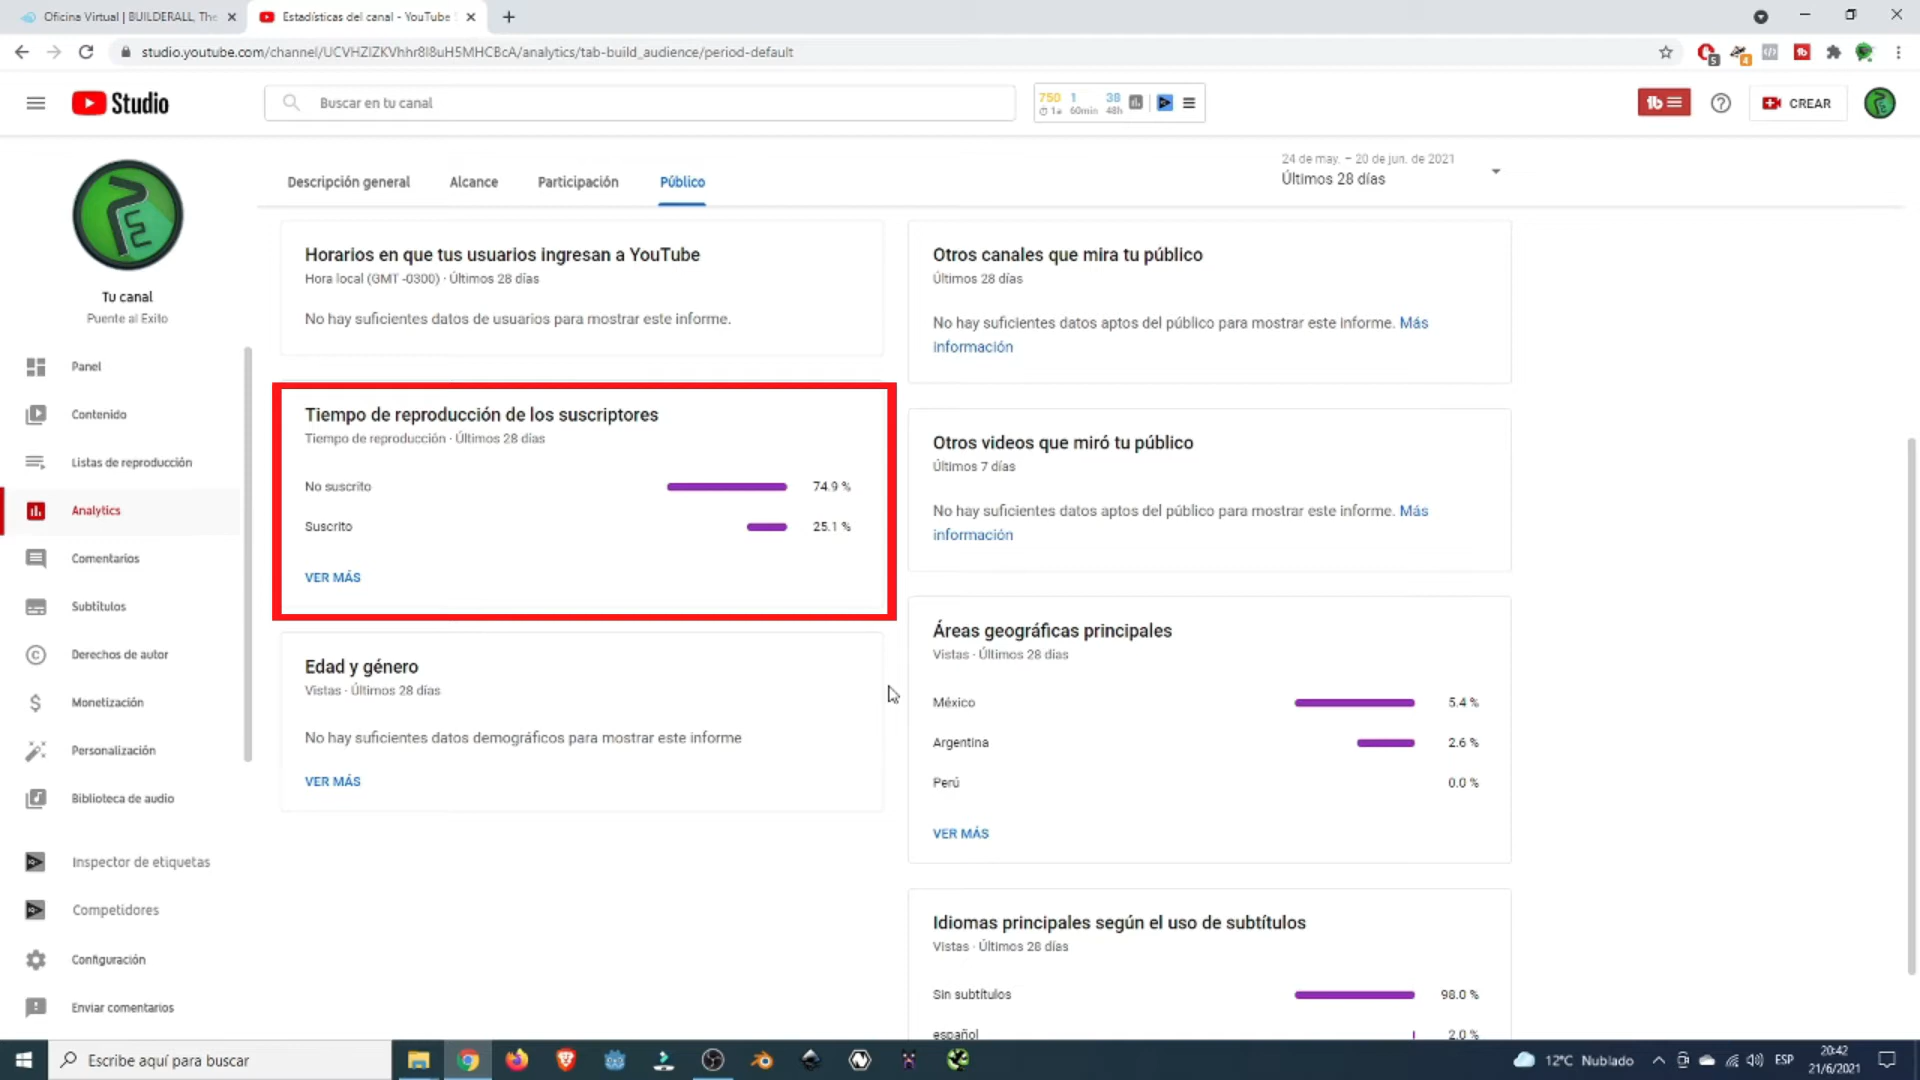 Oficina Virtual | BUILDERALL, The
Estadísticas del canal - YouTube S
studio.youtube.com/channel/UCVHZIZKVhhr8I8uH5MHCBcA/analytics/tab-build_audience/period-default
5
4
Studio
Buscar en tu canal
750 1 38
1e 60min 48h
CREAR
Tu canal
Puente al Exito
Panel
Contenido
Listas de reproducción
Analytics
Comentarios
Subtítulos
Derechos de autor
Monetización
Personalización
Biblioteca de audio
Inspector de etiquetas
Competidores
Configuración
Enviar comentarios
Descripción general Alcance Participación Público
24 de may. – 20 de jun. de 2021
Últimos 28 días
Horarios en que tus usuarios ingresan a YouTube
Hora local (GMT -0300) · Últimos 28 días
No hay suficientes datos de usuarios para mostrar este informe.
Tiempo de reproducción de los suscriptores
Tiempo de reproducción · Últimos 28 días
No suscrito 74.9 %
Suscrito 25.1 %
VER MÁS
Edad y género
Vistas · Últimos 28 días
No hay suficientes datos demográficos para mostrar este informe
VER MÁS
Otros canales que mira tu público
Últimos 28 días
No hay suficientes datos aptos del público para mostrar este informe. Más
información
Otros videos que miró tu público
Últimos 7 días
No hay suficientes datos aptos del público para mostrar este informe. Más
información
Áreas geográficas principales
Vistas · Últimos 28 días
México 5.4 %
Argentina 2.6 %
Perú 0.0 %
VER MÁS
Idiomas principales según el uso de subtítulos
Vistas · Últimos 28 días
Sin subtítulos 98.0 %
español 2.0 %
Escribe aquí para buscar
12°C Nublado
ESP
20:42
21/6/2021